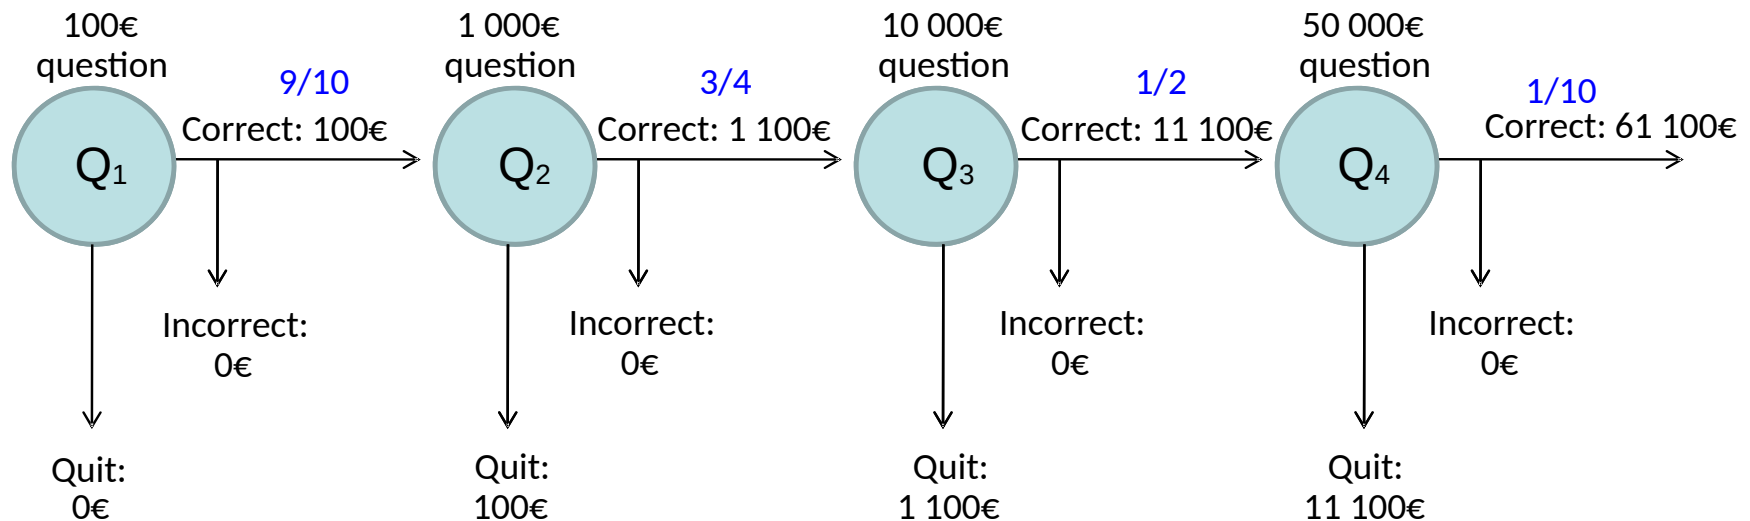 100€
question
9/10
Correct: 100€
Q1
Incorrect:
0€
Quit:
0€
1 000€
question
3/4
Correct: 1 100€
Q2
Incorrect:
0€
Quit:
100€
10 000€
question
1/2
Correct: 11 100€
Q3
Incorrect:
0€
Quit:
1 100€
50 000€
question
1/10
Correct: 61 100€
Q4
Incorrect:
0€
Quit:
11 100€